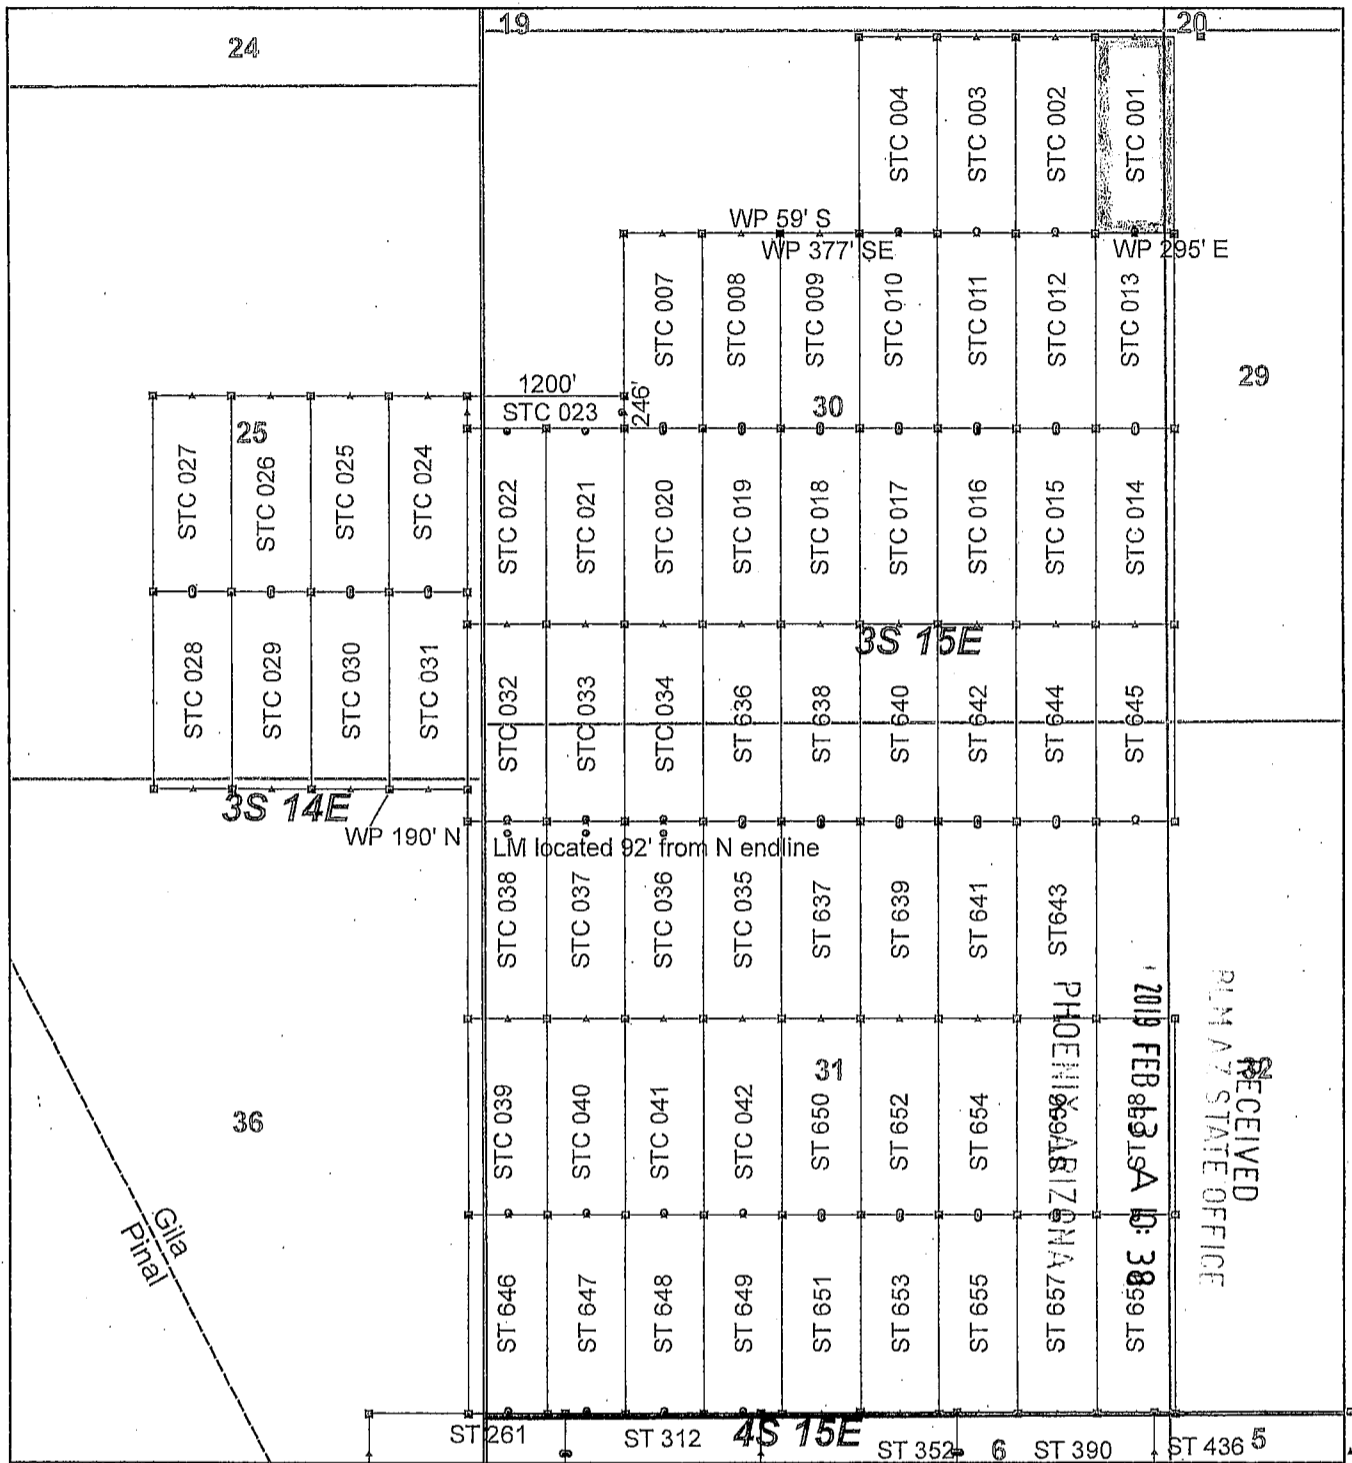 24
19
20
STC 004
STC 003
STC 002
STC 001
WP 59' S
WP 377' SE
WP 295' E
STC 007
STC 008
STC 009
STC 010
STC 011
STC 012
STC 013
29
1200'
246'
STC 023
30
25
STC 027
STC 026
STC 025
STC 024
STC 022
STC 021
STC 020
STC 019
STC 018
STC 017
STC 016
STC 015
STC 014
3S 15E
STC 028
STC 029
STC 030
STC 031
STC 032
STC 033
STC 034
ST 636
ST 638
ST 640
ST 642
ST 644
ST 645
3S 14E
WP 190' N
LM located 92' from N endline
STC 038
STC 037
STC 036
STC 035
ST 637
ST 639
ST 641
ST643
31
32
36
RECEIVED
STATE OFFICE
2019 FEB 13 A 10: 38
PHOENIX, ARIZONA
STC 039
STC 040
STC 041
STC 042
ST 650
ST 652
ST 654
ST 658
Gila
Pinal
ST 646
ST 647
ST 648
ST 649
ST 651
ST 653
ST 655
ST 657
ST 659
ST 261
ST 312
4S 15E
ST 352
6
ST 390
ST 436
5